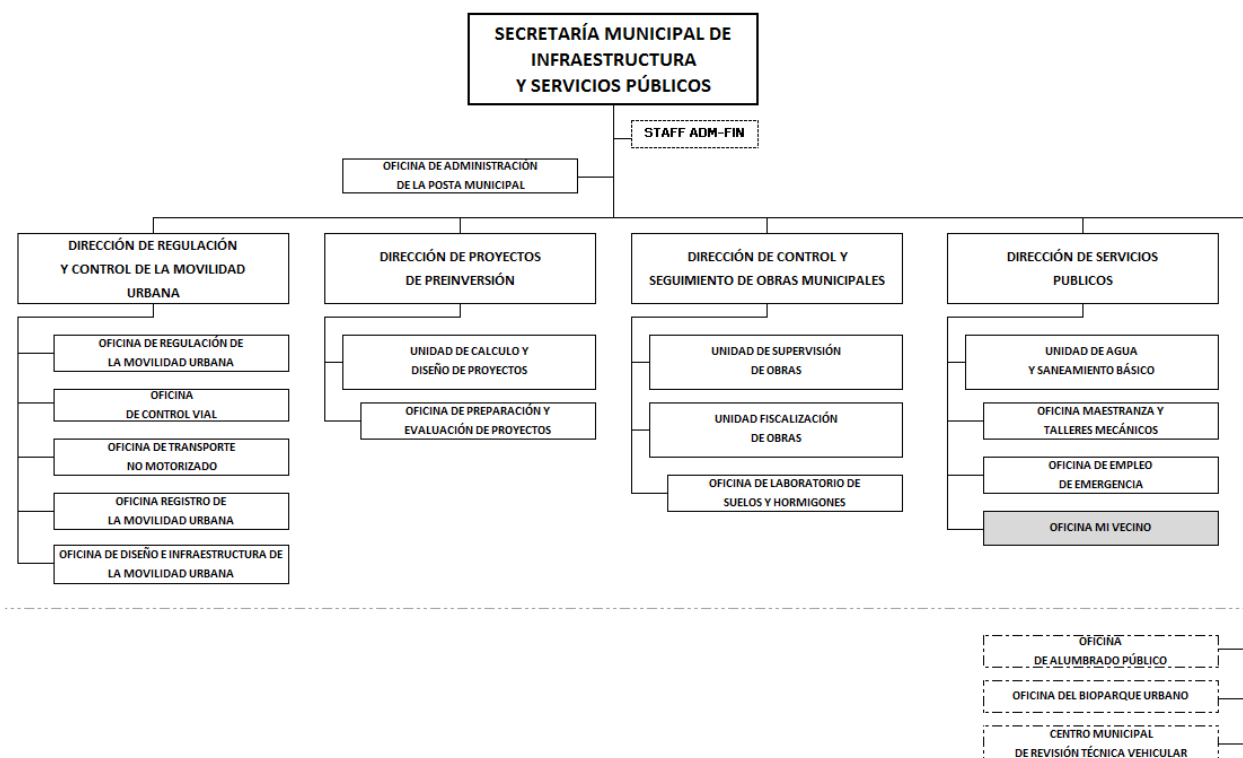 SECRETARÍA MUNICIPAL DE
INFRAESTRUCTURA
Y SERVICIOS PÚBLICOS
STAFF ADM-FIN
OFICINA DE ADMINISTRACIÓN
DE LA POSTA MUNICIPAL
DIRECCIÓN DE REGULACIÓN
Y CONTROL DE LA MOVILIDAD
URBANA
DIRECCIÓN DE PROYECTOS
DE PREINVERSIÓN
DIRECCIÓN DE CONTROL Y
SEGUIMIENTO DE OBRAS MUNICIPALES
DIRECCIÓN DE SERVICIOS
PUBLICOS
OFICINA DE REGULACIÓN DE
LA MOVILIDAD URBANA
OFICINA
DE CONTROL VIAL
OFICINA DE TRANSPORTE
NO MOTORIZADO
OFICINA REGISTRO DE
LA MOVILIDAD URBANA
OFICINA DE DISEÑO E INFRAESTRUCTURA DE
LA MOVILIDAD URBANA
UNIDAD DE CALCULO Y
DISEÑO DE PROYECTOS
OFICINA DE PREPARACIÓN Y
EVALUACIÓN DE PROYECTOS
UNIDAD DE SUPERVISIÓN
DE OBRAS
UNIDAD FISCALIZACIÓN
DE OBRAS
OFICINA DE LABORATORIO DE
SUELOS Y HORMIGONES
UNIDAD DE AGUA
Y SANEAMIENTO BÁSICO
OFICINA MAESTRANZA Y
TALLERES MECÁNICOS
OFICINA DE EMPLEO
DE EMERGENCIA
OFICINA MI VECINO
OFICINA
DE ALUMBRADO PÚBLICO
OFICINA DEL BIOPARQUE URBANO
CENTRO MUNICIPAL
DE REVISIÓN TÉCNICA VEHICULAR